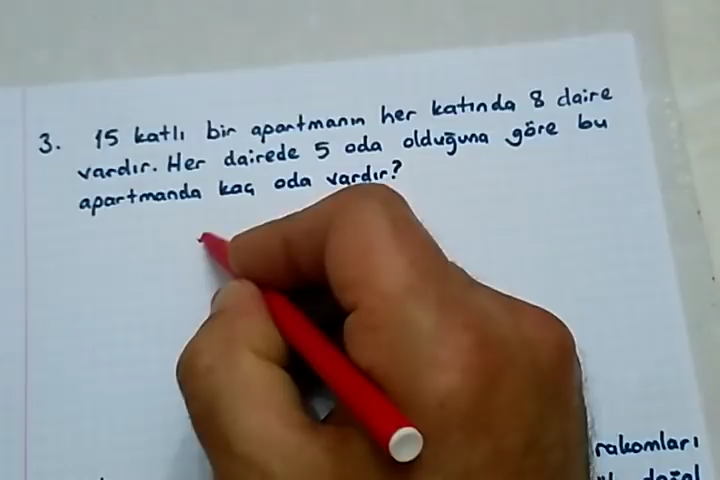 3. 15 katlı bir apartmanın her katında 8 daire
vardır. Her dairede 5 oda olduğuna göre bu
apartmanda kaç oda vardır?
rakamları